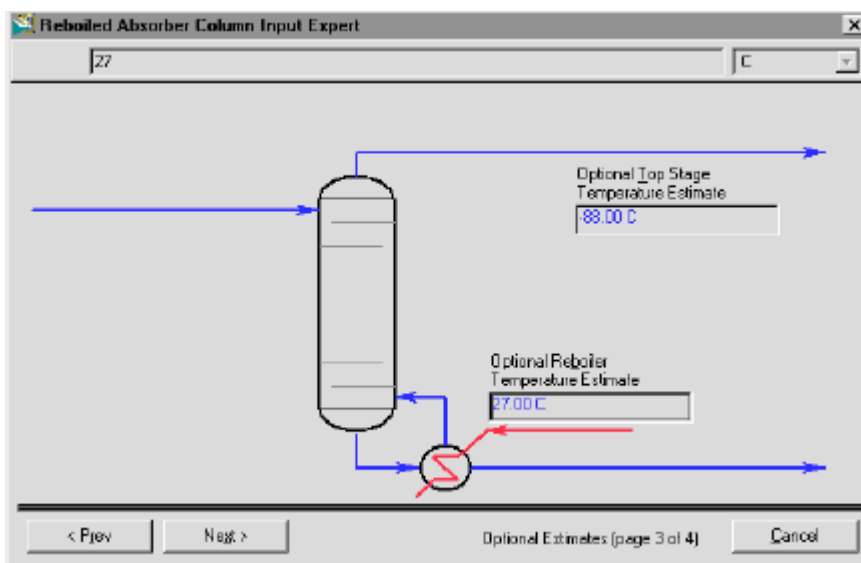 Reboiled Absorber Column Input Expert
27 C
Optional Top Stage
Temperature Estimate
-88.00 C
Optional Reboiler
Temperature Estimate
27.00 C
< Prev Next > Optional Estimates (page 3 of 4) Cancel